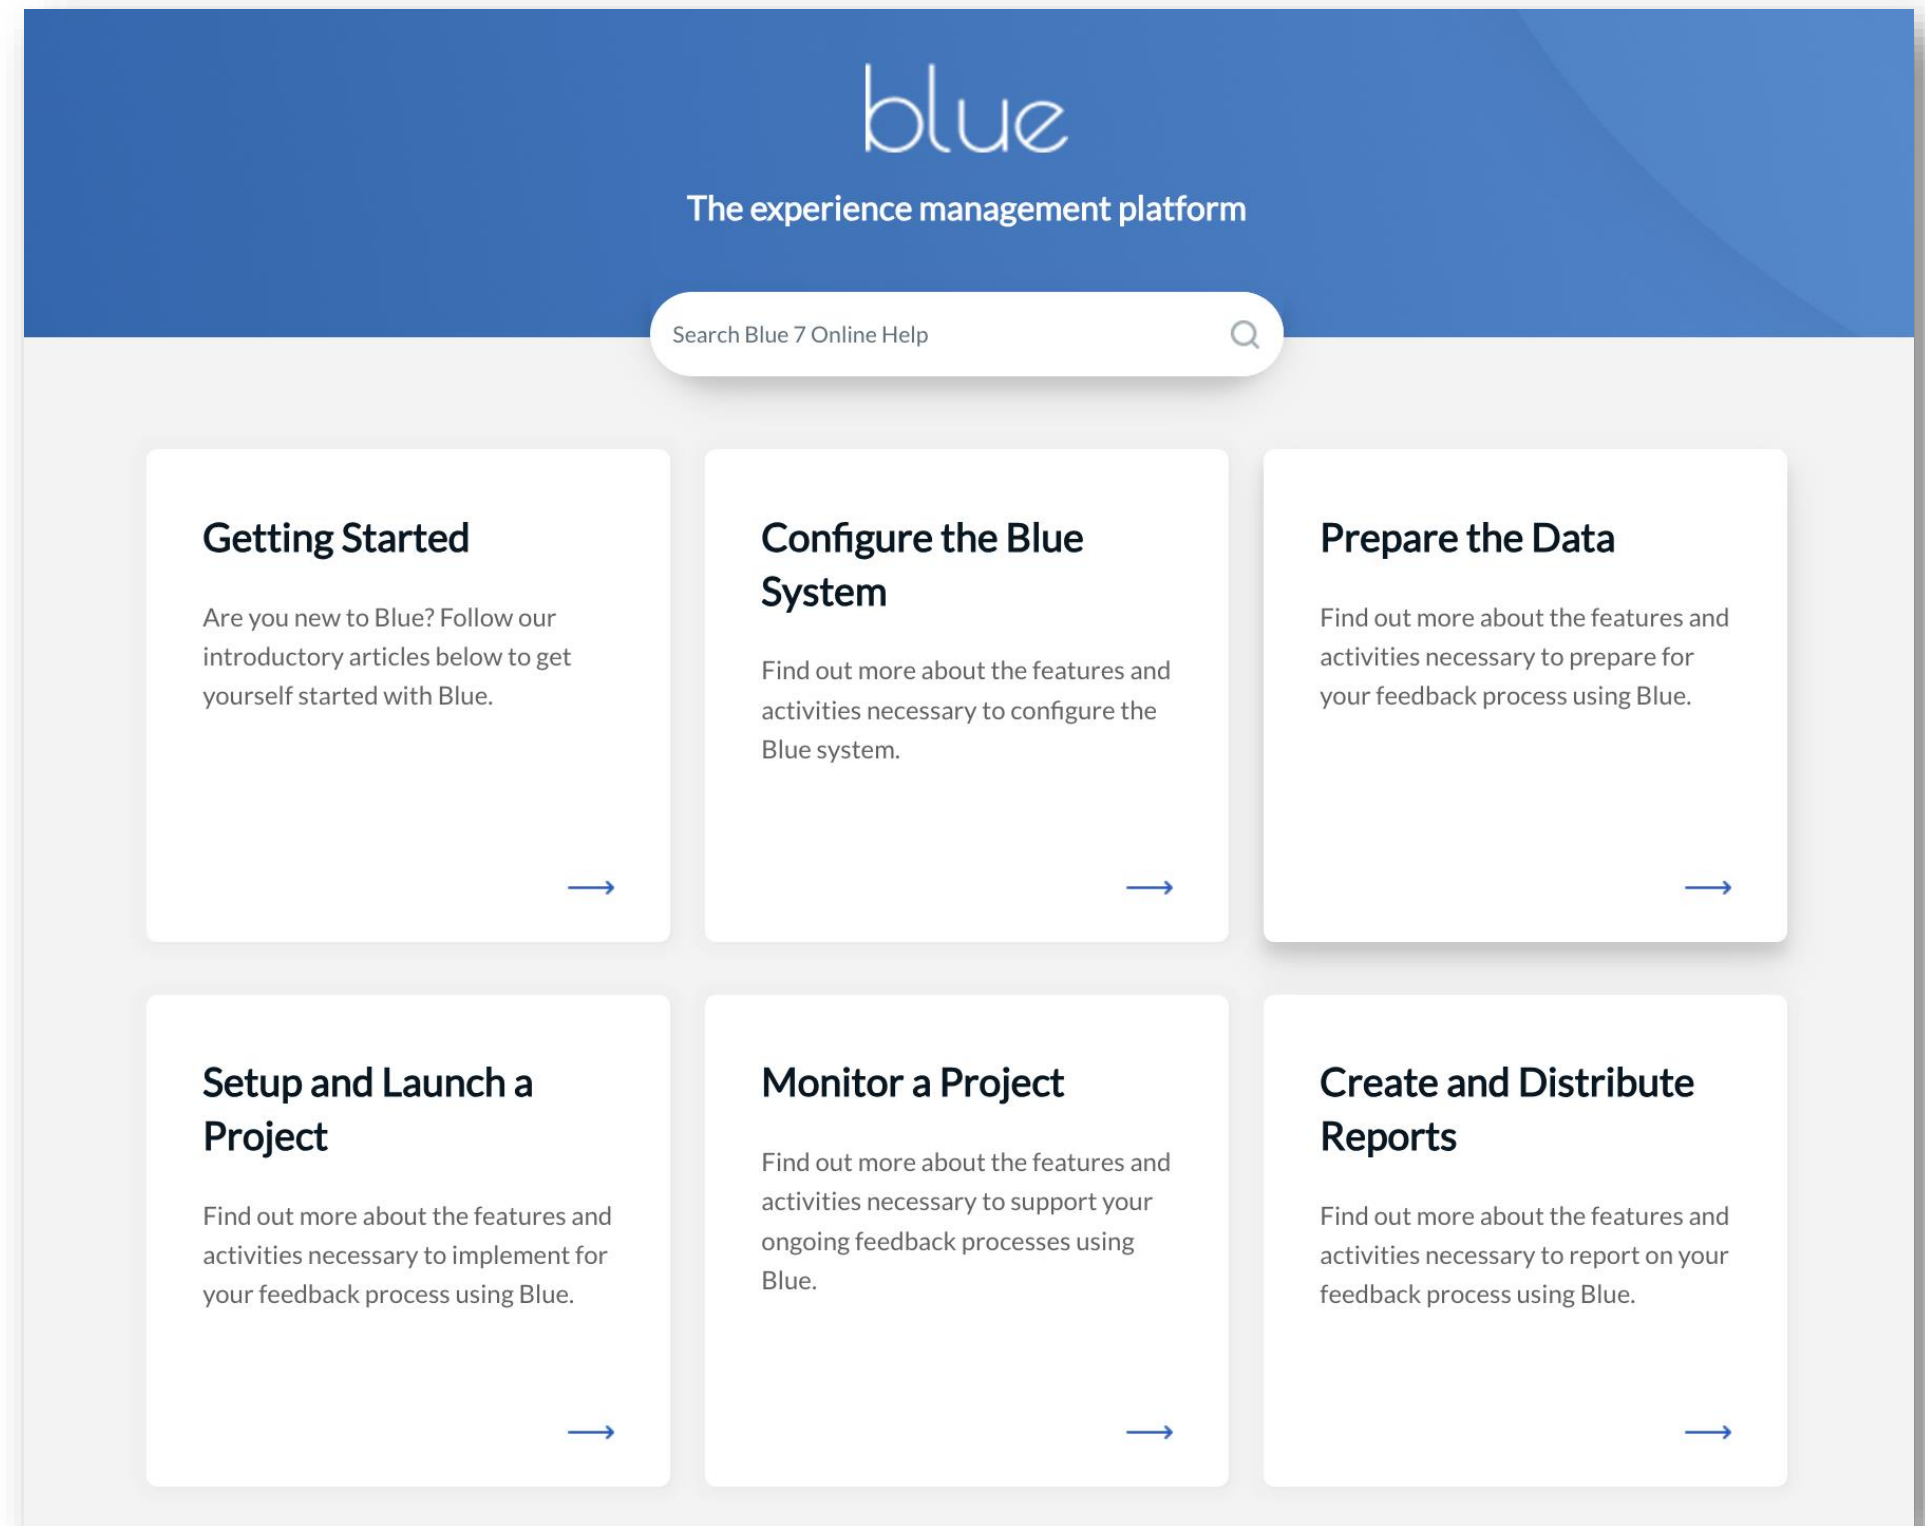 blue
The experience management platform
Search Blue 7 Online Help
Getting Started
Are you new to Blue? Follow our
introductory articles below to get
yourself started with Blue.
Configure the Blue
System
Find out more about the features and
activities necessary to configure the
Blue system.
Prepare the Data
Find out more about the features and
activities necessary to prepare for
your feedback process using Blue.
Setup and Launch a
Project
Find out more about the features and
activities necessary to implement for
your feedback process using Blue.
Monitor a Project
Find out more about the features and
activities necessary to support your
ongoing feedback processes using
Blue.
Create and Distribute
Reports
Find out more about the features and
activities necessary to report on your
feedback process using Blue.